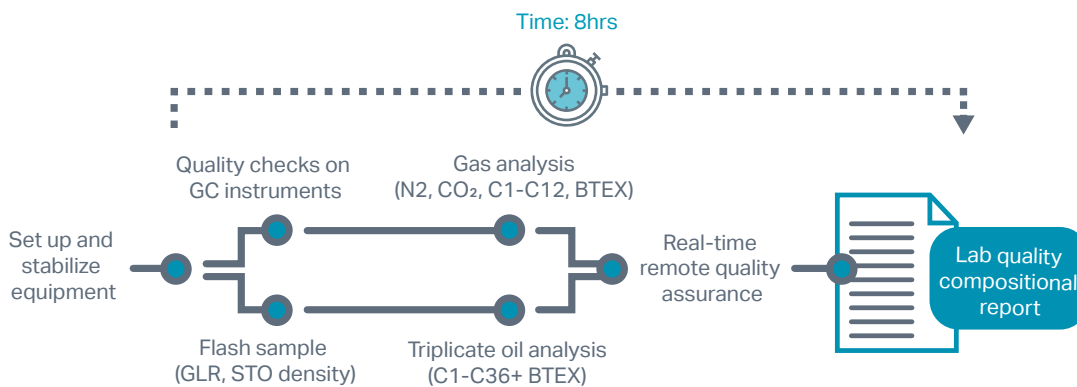 Time: 8hrs
Quality checks on
GC instruments
Gas analysis
(N2, CO₂, C1-C12, BTEX)
Set up and
stabilize
equipment
Real-time
remote quality
assurance
Lab quality
compositional
report
Flash sample
(GLR, STO density)
Triplicate oil analysis
(C1-C36+ BTEX)